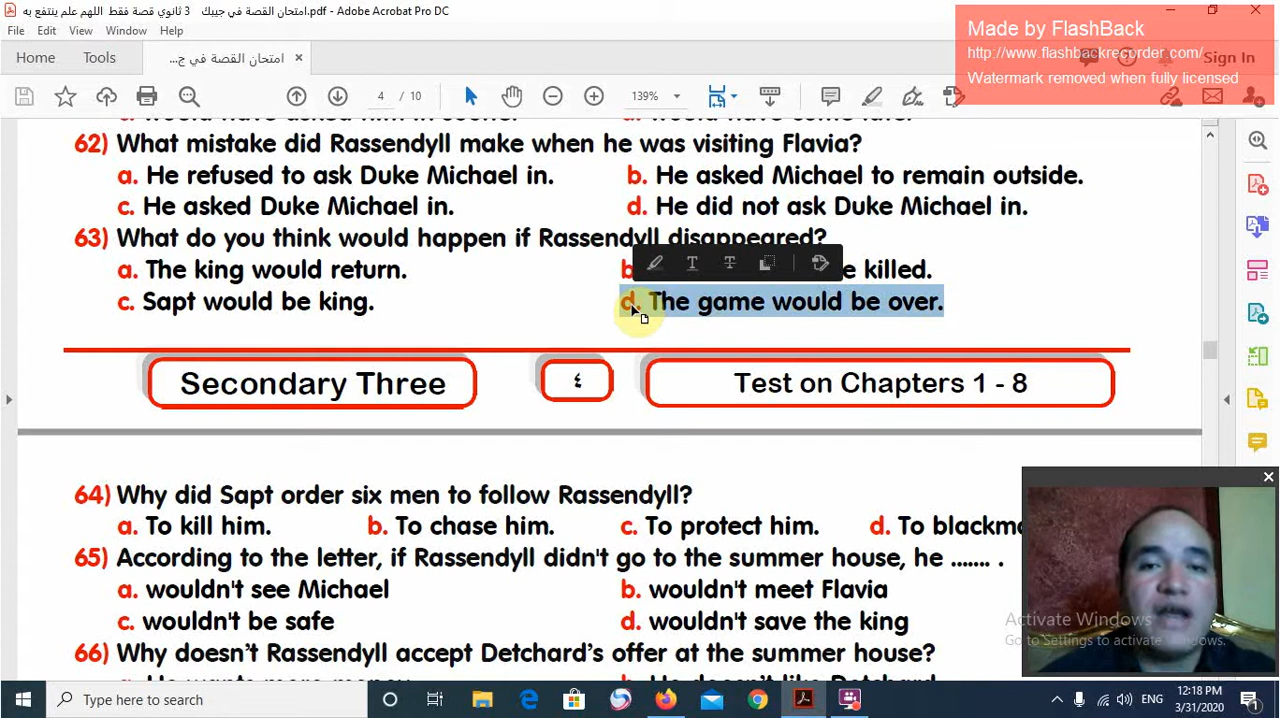 امتحان القصة في جيبك 3 ثانوي قصة فقط اللهم علم ينتفع به.pdf - Adobe Acrobat Pro DC
Made by FlashBack
File Edit View Window Help
http://www.flashbackrecorder.com/
Home Tools امتحان القصة في ج... × Sign In
Watermark removed when fully licensed
4 / 10 139%
62) What mistake did Rassendyll make when he was visiting Flavia?
a. He refused to ask Duke Michael in. b. He asked Michael to remain outside.
c. He asked Duke Michael in. d. He did not ask Duke Michael in.
63) What do you think would happen if Rassendyll disappeared?
a. The king would return. killed.
c. Sapt would be king. d. The game would be over.
Secondary Three ٤ Test on Chapters 1 - 8
64) Why did Sapt order six men to follow Rassendyll?
a. To kill him. b. To chase him. c. To protect him. d. To
65) According to the letter, if Rassendyll didn't go to the summer house, he ....... .
a. wouldn't see Michael b. wouldn't meet Flavia
c. wouldn't be safe d. wouldn't save the king
Activate Windows
Go to Settings to activate Windows.
66) Why doesn't Rassendyll accept Detchard's offer at the summer house?
Type here to search ENG 12:18 PM
3/31/2020